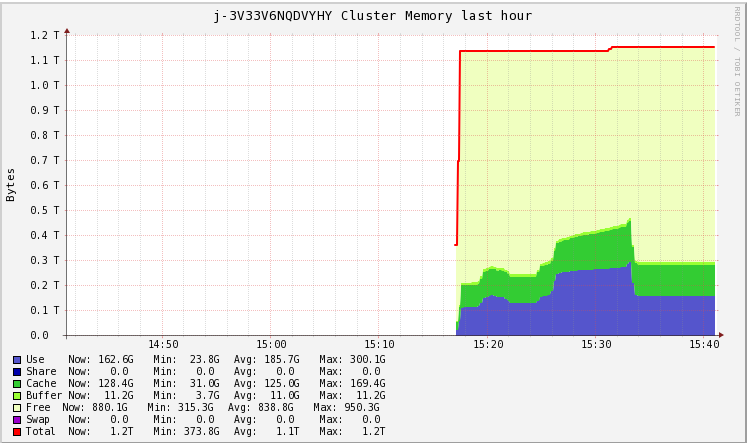 j-3V33V6NQDVYHY Cluster Memory last hour
RRDTOOL / TOBI OETIKER
Bytes
1.2 T
1.1 T
1.0 T
0.9 T
0.8 T
0.7 T
0.6 T
0.5 T
0.4 T
0.3 T
0.2 T
0.1 T
0.0
14:50 15:00 15:10 15:20 15:30 15:40
Use Now: 162.6G Min: 23.8G Avg: 185.7G Max: 300.1G
Share Now: 0.0 Min: 0.0 Avg: 0.0 Max: 0.0
Cache Now: 128.4G Min: 31.0G Avg: 125.0G Max: 169.4G
Buffer Now: 11.2G Min: 3.7G Avg: 11.0G Max: 11.2G
Free Now: 880.1G Min: 315.3G Avg: 838.8G Max: 950.3G
Swap Now: 0.0 Min: 0.0 Avg: 0.0 Max: 0.0
Total Now: 1.2T Min: 373.8G Avg: 1.1T Max: 1.2T